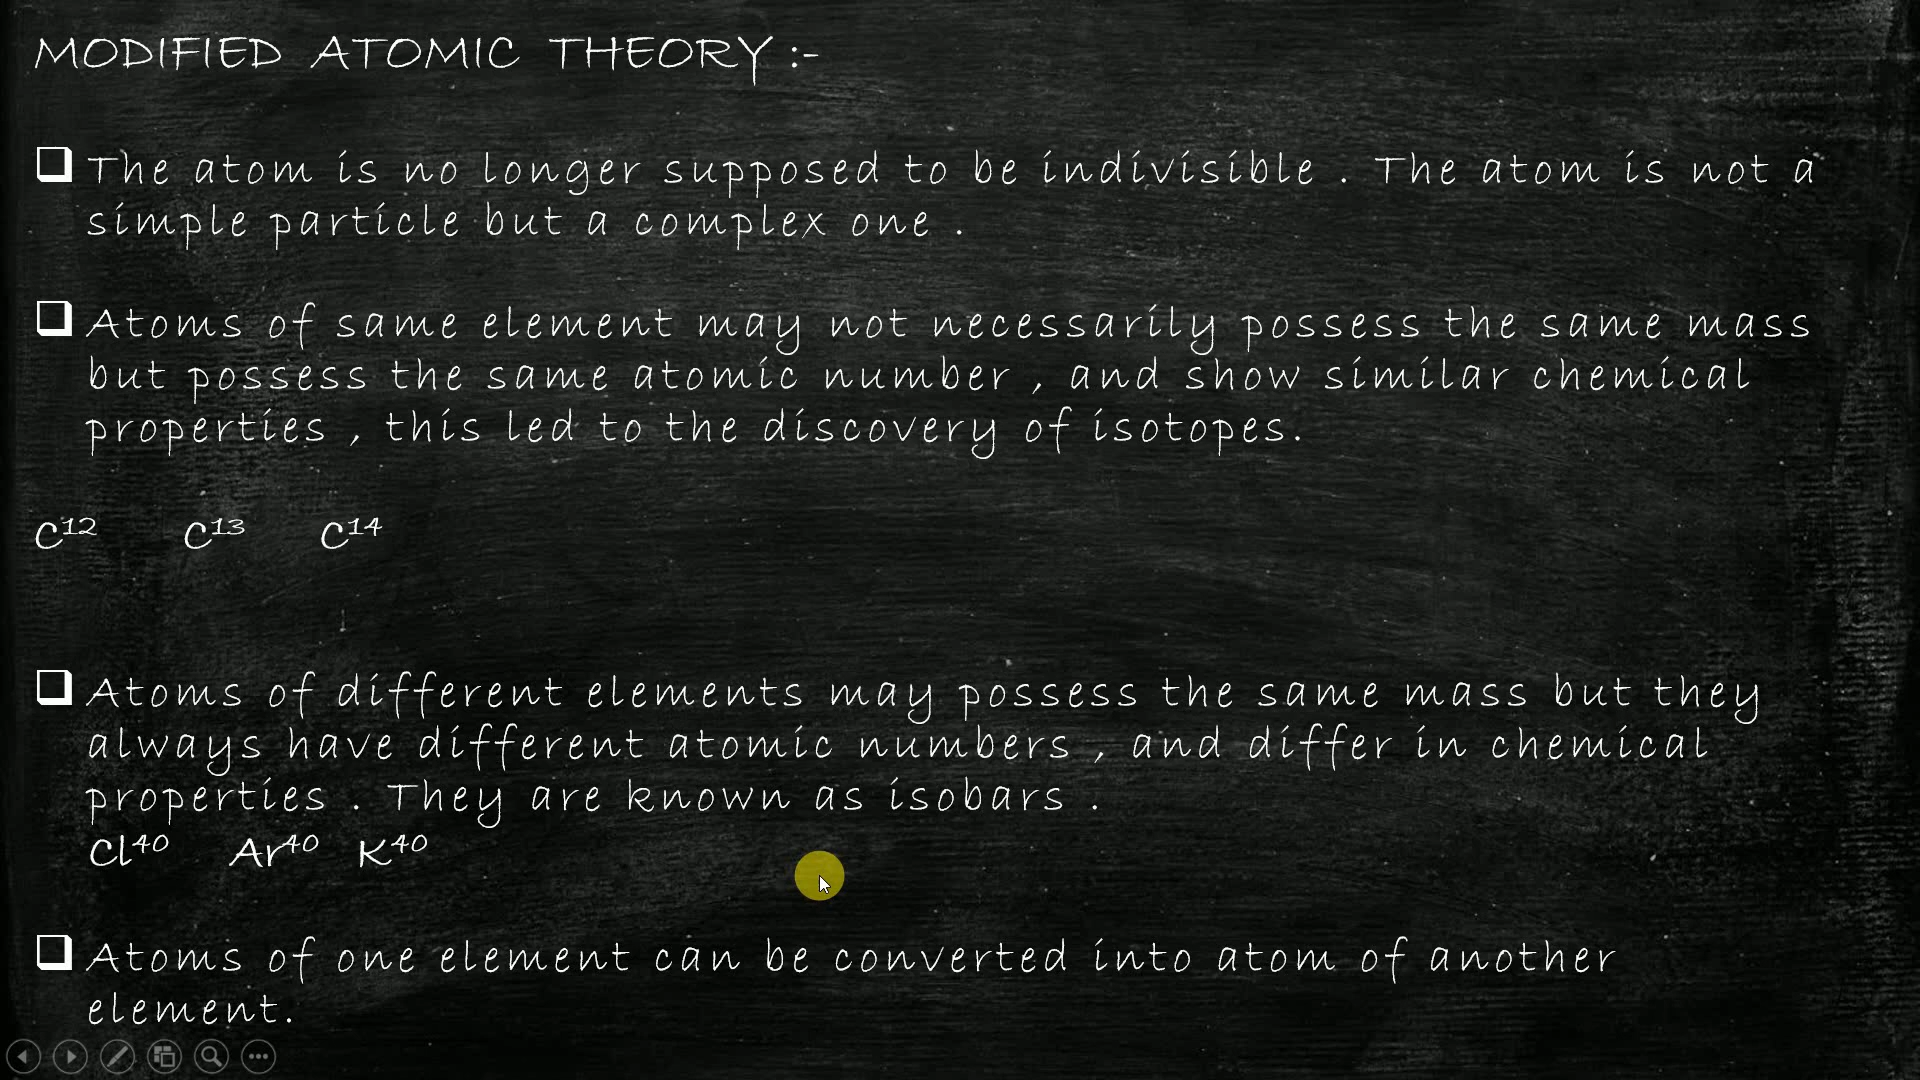 MODIFIED ATOMIC THEORY :-
The atom is no longer supposed to be indivisible . The atom is not a
simple particle but a complex one .
Atoms of same element may not necessarily possess the same mass
but possess the same atomic number , and show similar chemical
properties , this led to the discovery of isotopes.
C¹² C¹³ C¹⁴
Atoms of different elements may possess the same mass but they
always have different atomic numbers , and differ in chemical
properties . They are known as isobars .
Cl⁴⁰ Ar⁴⁰ K⁴⁰
Atoms of one element can be converted into atom of another
element.